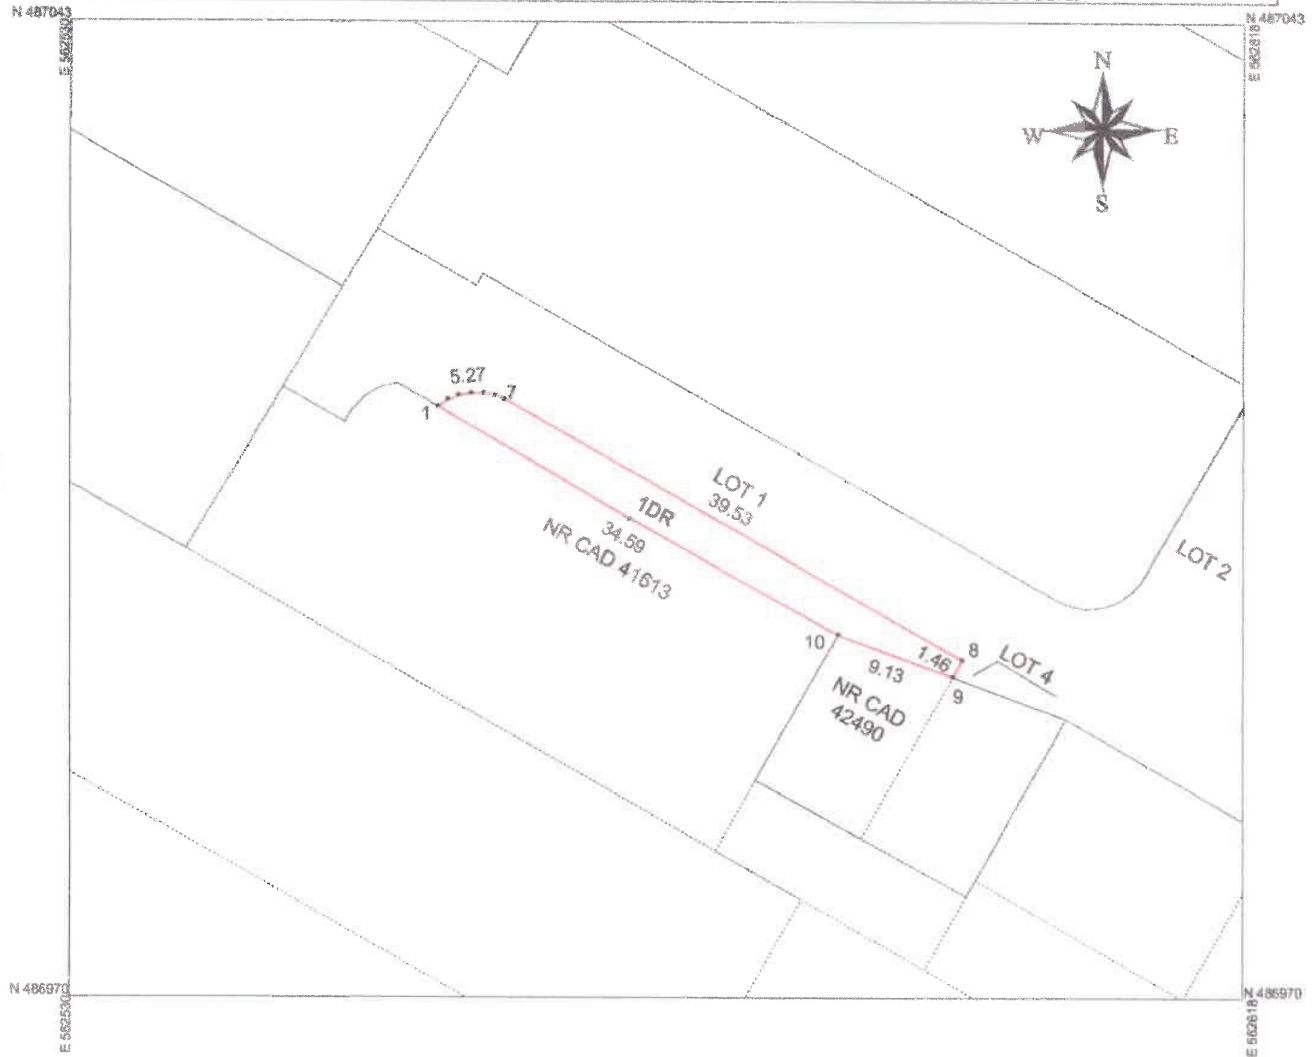 N 487043
N 487043
E 562530
E 562618
N
W
E
S
5.27
7
1
LOT 1
39.53
1DR
34.59
NR CAD 41613
LOT 2
10
8
1.46
LOT 4
9.13
9
NR CAD
42490
N 486970
N 486970
E 562530
E 562618